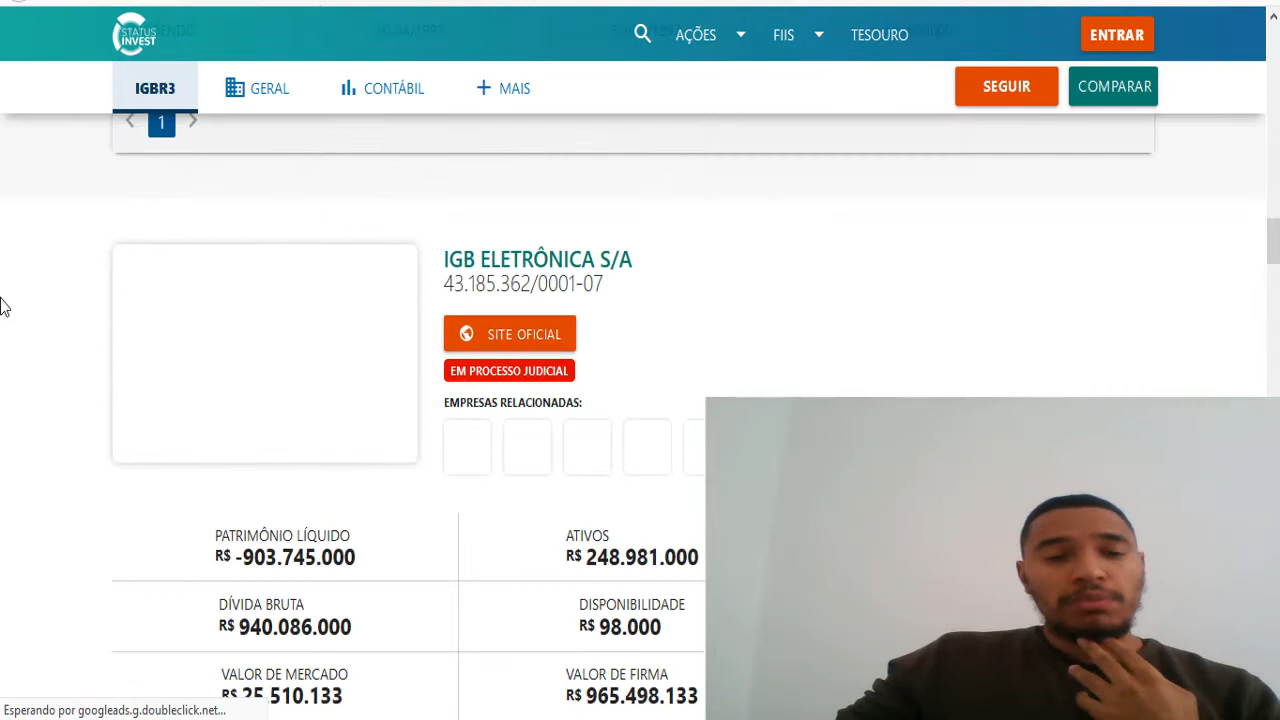 STATUS
INVEST
AÇÕES
FIIS
TESOURO
ENTRAR
IGBR3
GERAL
CONTÁBIL
MAIS
SEGUIR
COMPARAR
1
IGB ELETRÔNICA S/A
43.185.362/0001-07
SITE OFICIAL
EM PROCESSO JUDICIAL
EMPRESAS RELACIONADAS:
PATRIMÔNIO LÍQUIDO
R$ -903.745.000
ATIVOS
R$ 248.981.000
DÍVIDA BRUTA
R$ 940.086.000
DISPONIBILIDADE
R$ 98.000
VALOR DE MERCADO
R$ 25.510.133
VALOR DE FIRMA
R$ 965.498.133
Esperando por googleads.g.doubleclick.net...